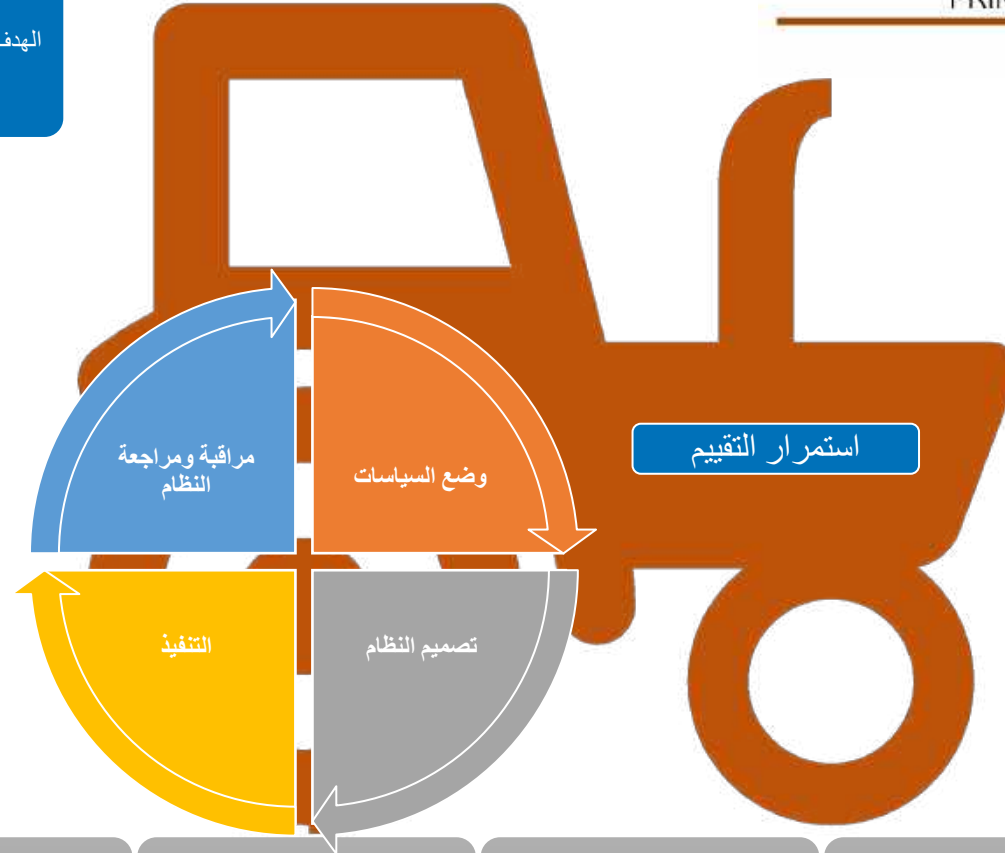 الهدف
استمرار التقييم
وضع السياسات
مراقبة ومراجعة
النظام
تصميم النظام
التنفيذ